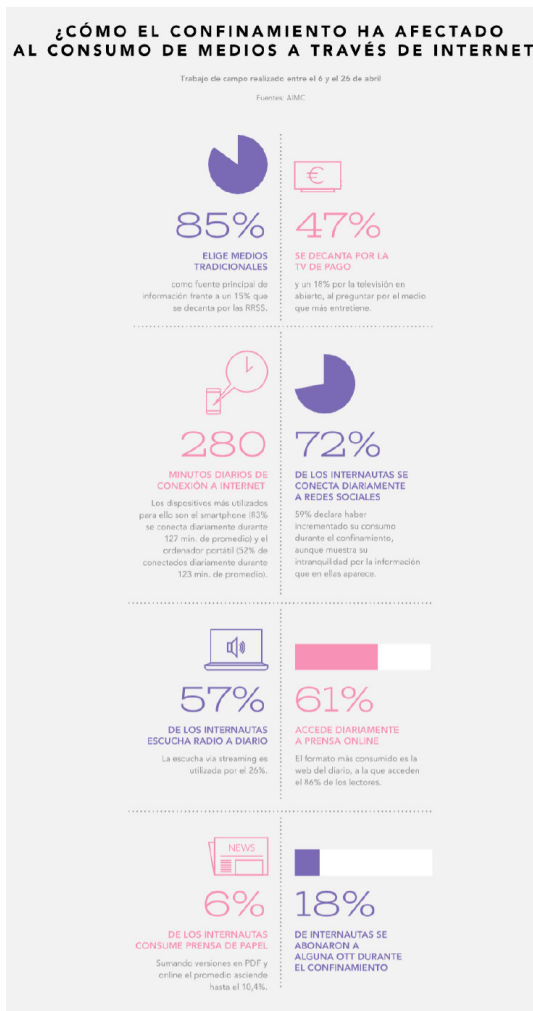 ¿CÓMO EL CONFINAMIENTO HA AFECTADO
AL CONSUMO DE MEDIOS A TRAVÉS DE INTERNET
Trabajo de campo realizado entre el 6 y el 26 de abril
Fuentes: AIMC
85%
ELIGE MEDIOS
TRADICIONALES
como fuente principal de
información frente a un 15% que
se decanta por las RRSS.
€
47%
SE DECANTA POR LA
TV DE PAGO
y un 18% por la televisión en
abierto, al preguntar por el medio
que más entretiene.
280
MINUTOS DIARIOS DE
CONEXIÓN A INTERNET
Los dispositivos más utilizados
para ello son el smartphone (83%
se conecta diariamente durante
127 min. de promedio) y el
ordenador portátil (52% de
conectados diariamente durante
123 min. de promedio).
72%
DE LOS INTERNAUTAS SE
CONECTA DIARIAMENTE
A REDES SOCIALES
59% declara haber
incrementado su consumo
durante el confinamiento,
aunque muestra su
intranquilidad por la información
que en ellas aparece.
57%
DE LOS INTERNAUTAS
ESCUCHA RADIO A DIARIO
La escucha vía streaming es
utilizada por el 26%.
61%
ACCEDE DIARIAMENTE
A PRENSA ONLINE
El formato más consumido es la
web del diario, a la que acceden
el 86% de los lectores.
NEWS
6%
DE LOS INTERNAUTAS
CONSUME PRENSA DE PAPEL
Sumando versiones en PDF y
online el promedio asciende
hasta el 10,4%.
18%
DE INTERNAUTAS SE
ABONARON A
ALGUNA OTT DURANTE
EL CONFINAMIENTO